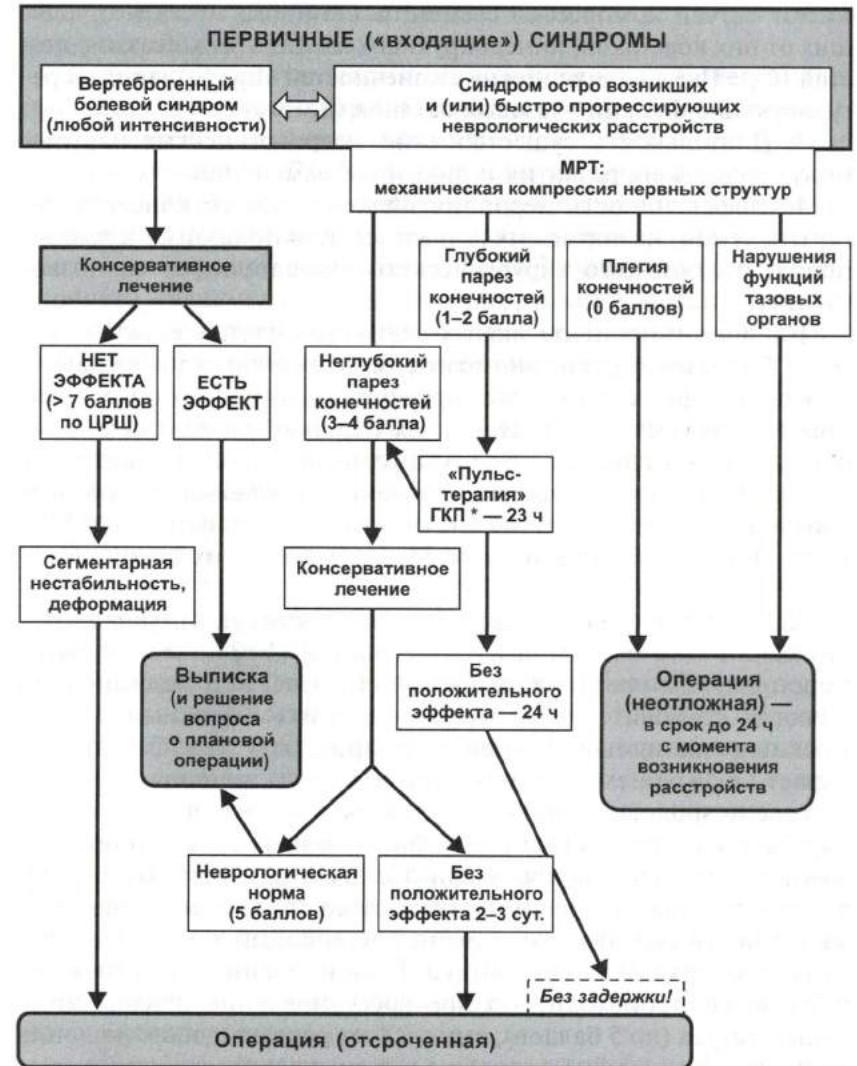 ПЕРВИЧНЫЕ («ВХОДЯЩИЕ») СИНДРОМЫ
Вертеброгенный
болевой синдром
(любой интенсивности)
Синдром остро возникших
и (или) быстро прогрессирующих
неврологических расстройств
МРТ:
механическая компрессия нервных структур
Консервативное
лечение
Глубокий
парез
конечностей
(1–2 балла)
Плегия
конечностей
(0 баллов)
Нарушения
функций
тазовых
органов
НЕТ
ЭФФЕКТА
(> 7 баллов
по ЦРШ)
ЕСТЬ
ЭФФЕКТ
Неглубокий
парез
конечностей
(3–4 балла)
«Пульс-
терапия»
ГКП * — 23 ч
Сегментарная
нестабильность,
деформация
Консервативное
лечение
Выписка
(и решение
вопроса
о плановой
операции)
Без
положительного
эффекта — 24 ч
Операция
(неотложная) —
в срок до 24 ч
с момента
возникновения
расстройств
Неврологическая
норма
(5 баллов)
Без
положительного
эффекта 2–3 сут.
Без задержки!
Операция (отсроченная)